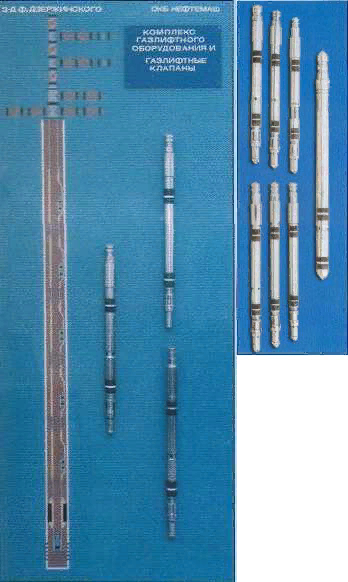 З-Д Ф.ДЗЕРЖИНСКОГО
ОКБ НЕФТЕМАШ
КОМПЛЕКС
ГАЗЛИФТНОГО
ОБОРУДОВАНИЯ И
ГАЗЛИФТНЫЕ
КЛАПАНЫ